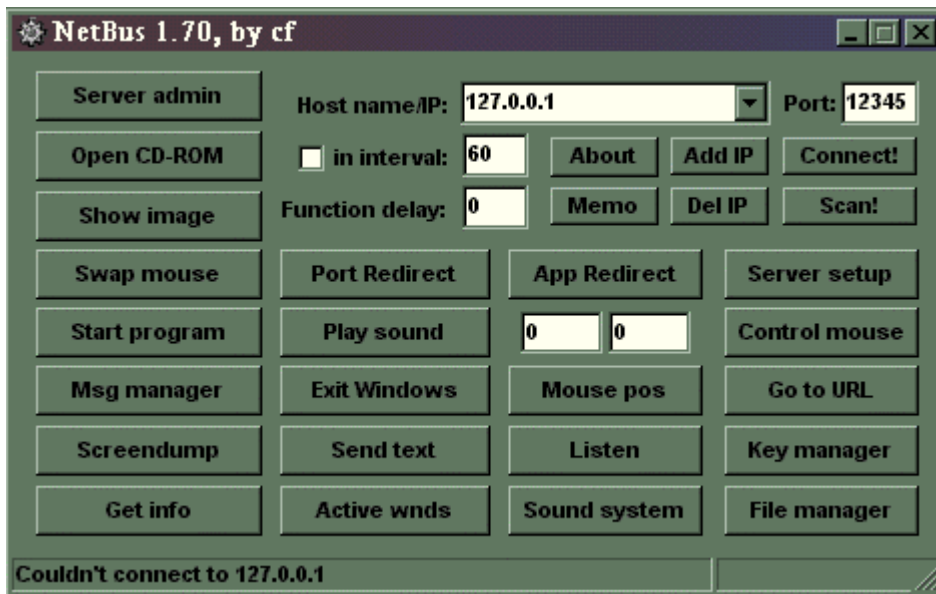 NetBus 1.70, by cf
Server admin
Host name/IP: 127.0.0.1 Port: 12345
Open CD-ROM
in interval: 60 About Add IP Connect!
Show image
Function delay: 0 Memo Del IP Scan!
Swap mouse Port Redirect App Redirect Server setup
Start program Play sound 0 0 Control mouse
Msg manager Exit Windows Mouse pos Go to URL
Screendump Send text Listen Key manager
Get info Active wnds Sound system File manager
Couldn't connect to 127.0.0.1